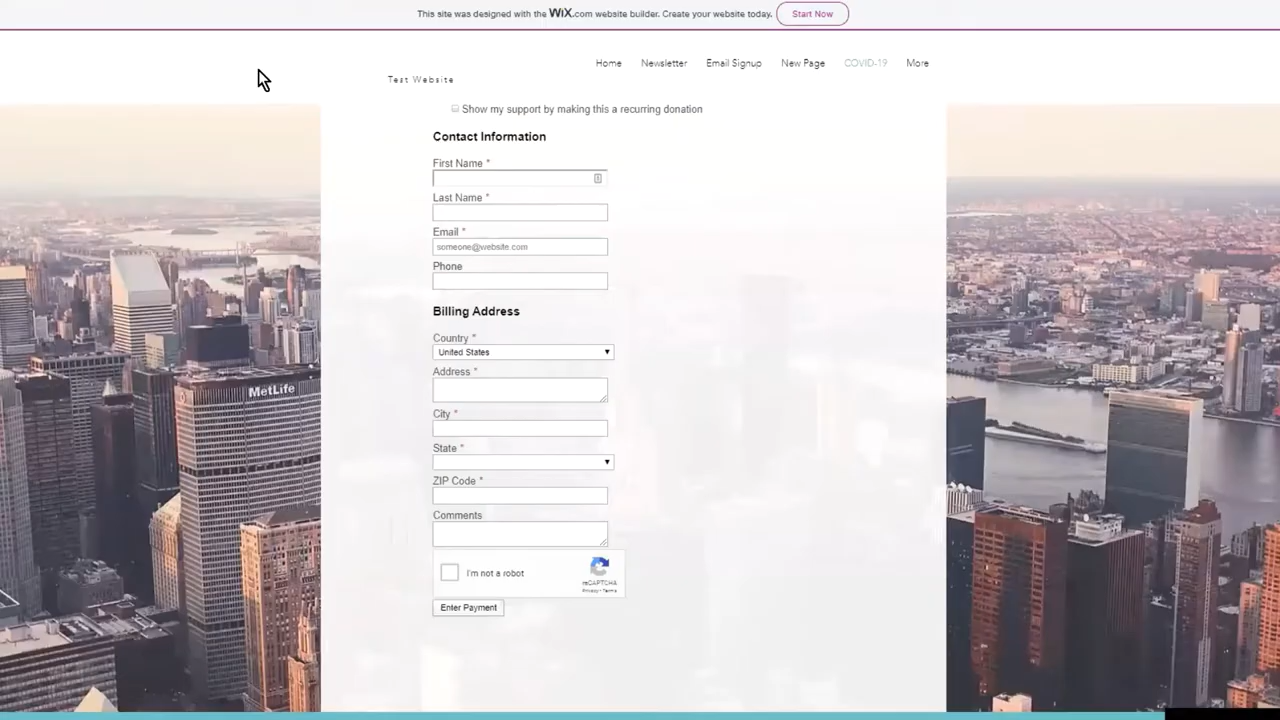 This site was designed with the WiX.com website builder. Create your website today. Start Now
Home Newsletter Email Signup New Page COVID-19 More
Test Website
Show my support by making this a recurring donation
Contact Information
First Name *
Last Name *
Email *
someone@website.com
Phone
Billing Address
Country *
United States
Address *
City *
State *
ZIP Code *
Comments
I'm not a robot
reCAPTCHA
Privacy - Terms
Enter Payment
MetLife